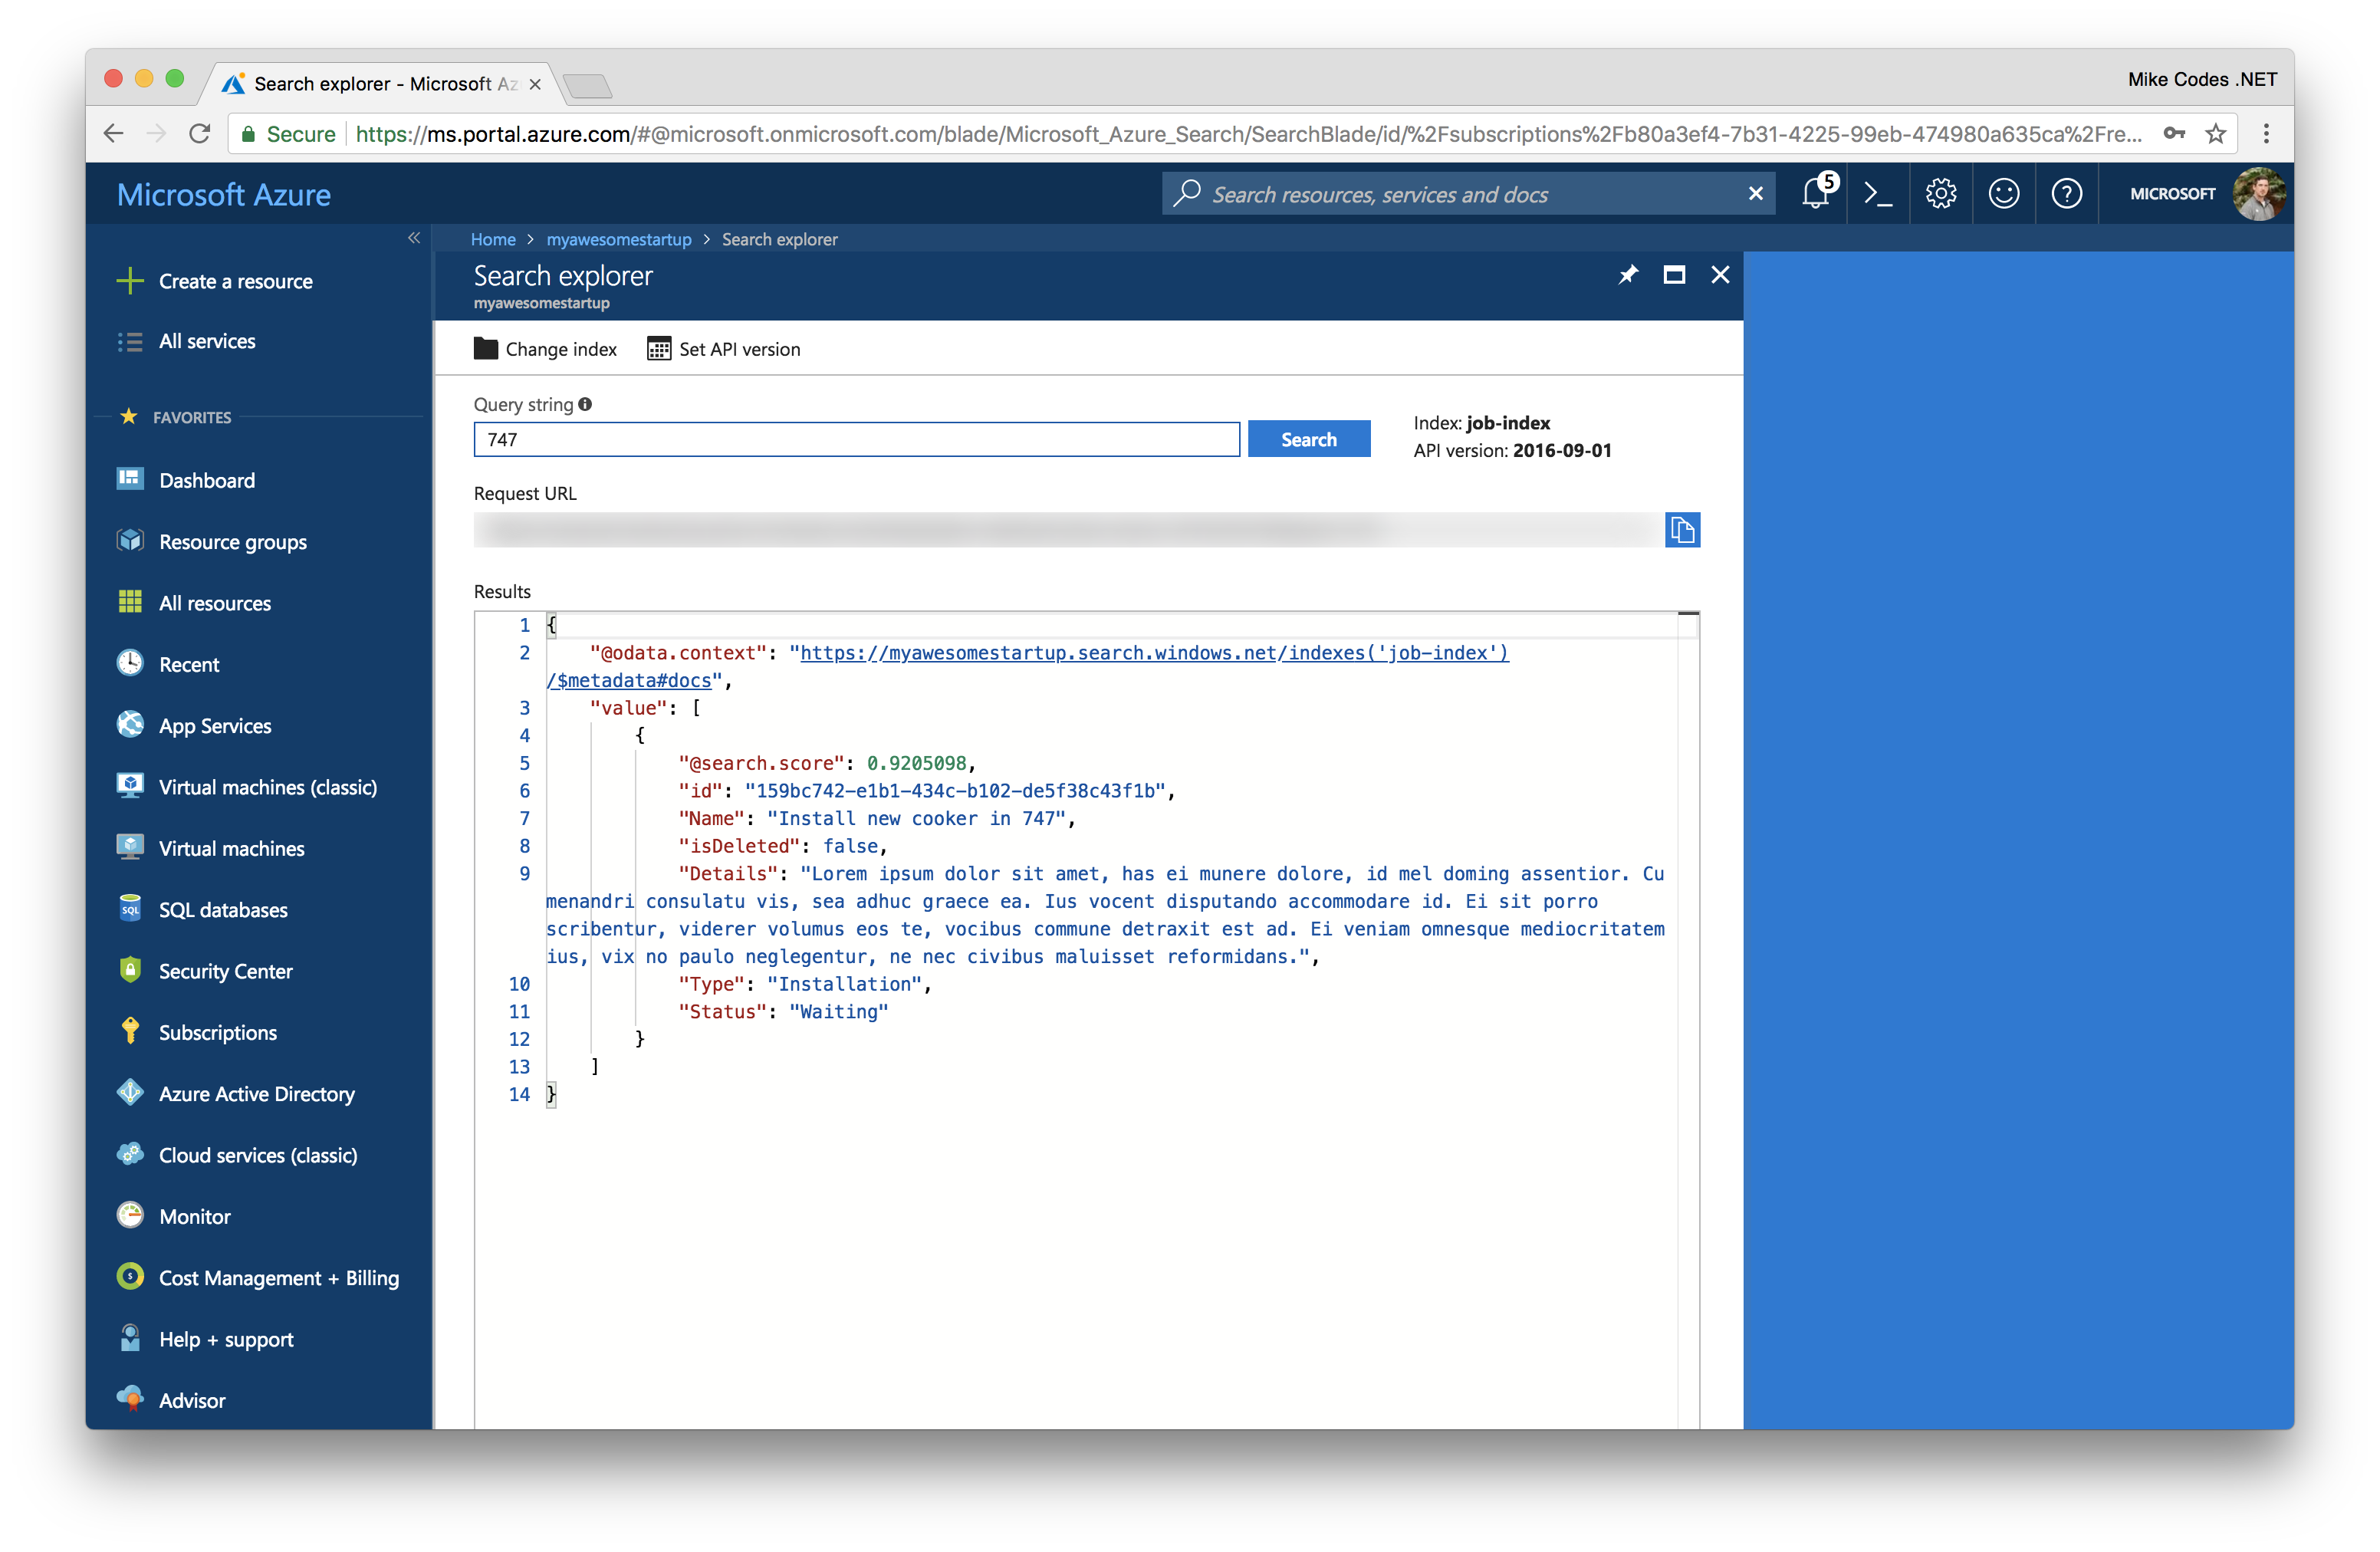 Search explorer - Microsoft Az
Mike Codes .NET
Secure
https://ms.portal.azure.com/#@microsoft.onmicrosoft.com/blade/Microsoft_Azure_Search/SearchBlade/id/%2Fsubscriptions%2Fb80a3ef4-7b31-4225-99eb-474980a635ca%2Fre...
Microsoft Azure
Search resources, services and docs
5
MICROSOFT
Home > myawesomestartup > Search explorer
Create a resource
All services
FAVORITES
Dashboard
Resource groups
All resources
Recent
App Services
Virtual machines (classic)
Virtual machines
SQL databases
Security Center
Subscriptions
Azure Active Directory
Cloud services (classic)
Monitor
Cost Management + Billing
Help + support
Advisor
Search explorer
myawesomestartup
Change index
Set API version
Query string
747
Search
Index: job-index
API version: 2016-09-01
Request URL
Results
1 {
2 "@odata.context": "https://myawesomestartup.search.windows.net/indexes('job-index')
/$metadata#docs",
3 "value": [
4 {
5 "@search.score": 0.9205098,
6 "id": "159bc742-e1b1-434c-b102-de5f38c43f1b",
7 "Name": "Install new cooker in 747",
8 "isDeleted": false,
9 "Details": "Lorem ipsum dolor sit amet, has ei munere dolore, id mel doming assentior. Cu
menandri consulatu vis, sea adhuc graece ea. Ius vocent disputando accommodare id. Ei sit porro
scribentur, viderer volumus eos te, vocibus commune detraxit est ad. Ei veniam omnesque mediocritatem
ius, vix no paulo neglegentur, ne nec civibus maluisset reformidans.",
10 "Type": "Installation",
11 "Status": "Waiting"
12 }
13 ]
14 }